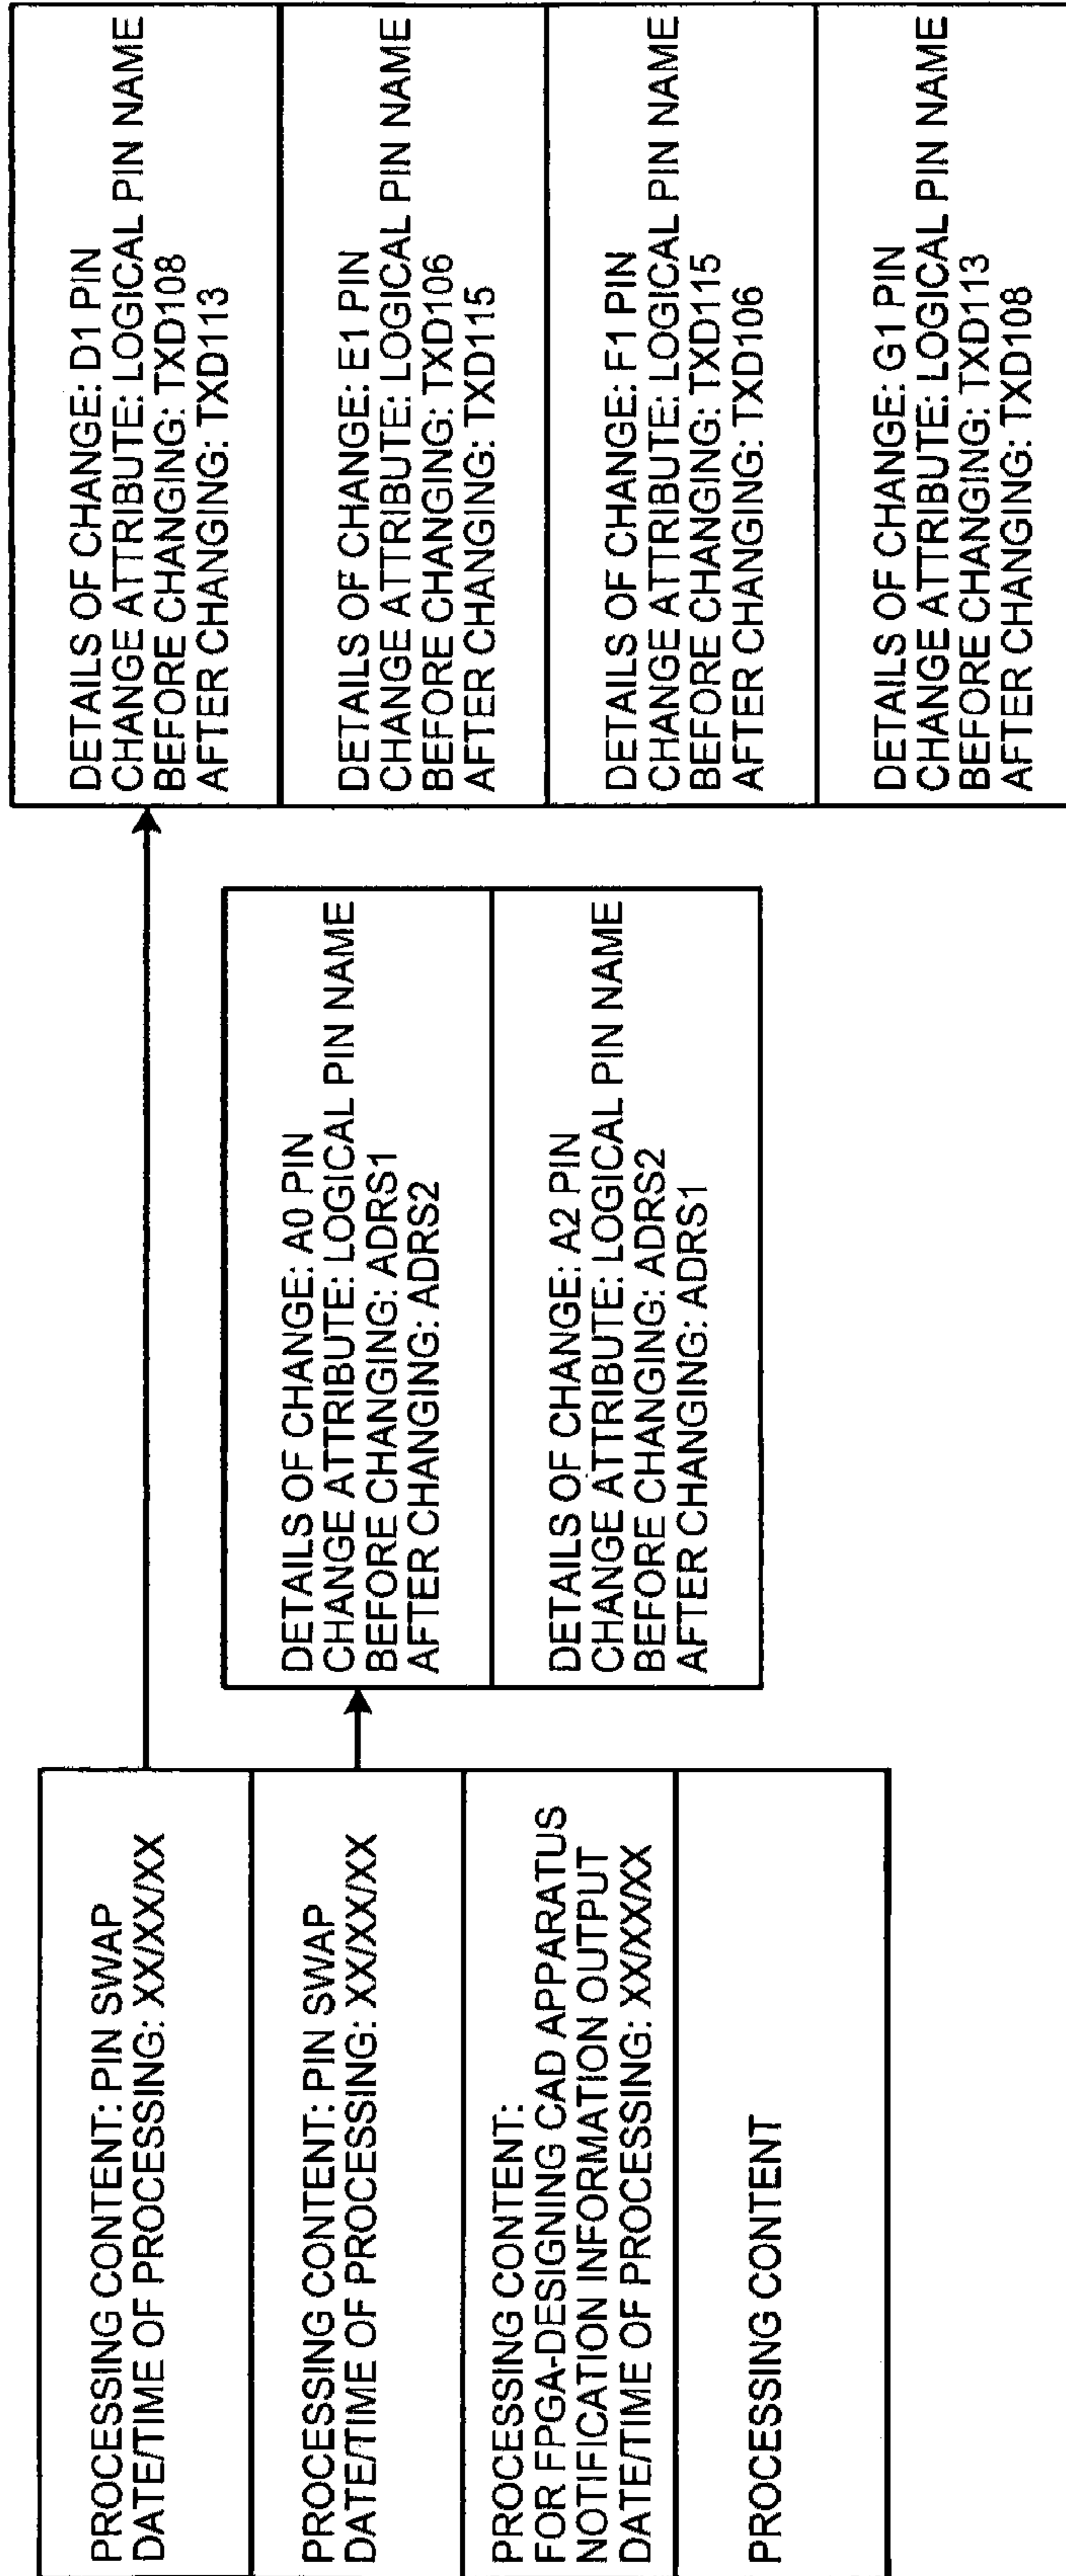 PROCESSING CONTENT: PIN SWAP
DATE/TIME OF PROCESSING: XX/XX/XX
PROCESSING CONTENT: PIN SWAP
DATE/TIME OF PROCESSING: XX/XX/XX
PROCESSING CONTENT:
FOR FPGA-DESIGNING CAD APPARATUS
NOTIFICATION INFORMATION OUTPUT
DATE/TIME OF PROCESSING: XX/XX/XX
PROCESSING CONTENT
DETAILS OF CHANGE: A0 PIN
CHANGE ATTRIBUTE: LOGICAL PIN NAME
BEFORE CHANGING: ADRS1
AFTER CHANGING: ADRS2
DETAILS OF CHANGE: A2 PIN
CHANGE ATTRIBUTE: LOGICAL PIN NAME
BEFORE CHANGING: ADRS2
AFTER CHANGING: ADRS1
DETAILS OF CHANGE: D1 PIN
CHANGE ATTRIBUTE: LOGICAL PIN NAME
BEFORE CHANGING: TXD108
AFTER CHANGING: TXD113
DETAILS OF CHANGE: E1 PIN
CHANGE ATTRIBUTE: LOGICAL PIN NAME
BEFORE CHANGING: TXD106
AFTER CHANGING: TXD115
DETAILS OF CHANGE: F1 PIN
CHANGE ATTRIBUTE: LOGICAL PIN NAME
BEFORE CHANGING: TXD115
AFTER CHANGING: TXD106
DETAILS OF CHANGE: G1 PIN
CHANGE ATTRIBUTE: LOGICAL PIN NAME
BEFORE CHANGING: TXD113
AFTER CHANGING: TXD108